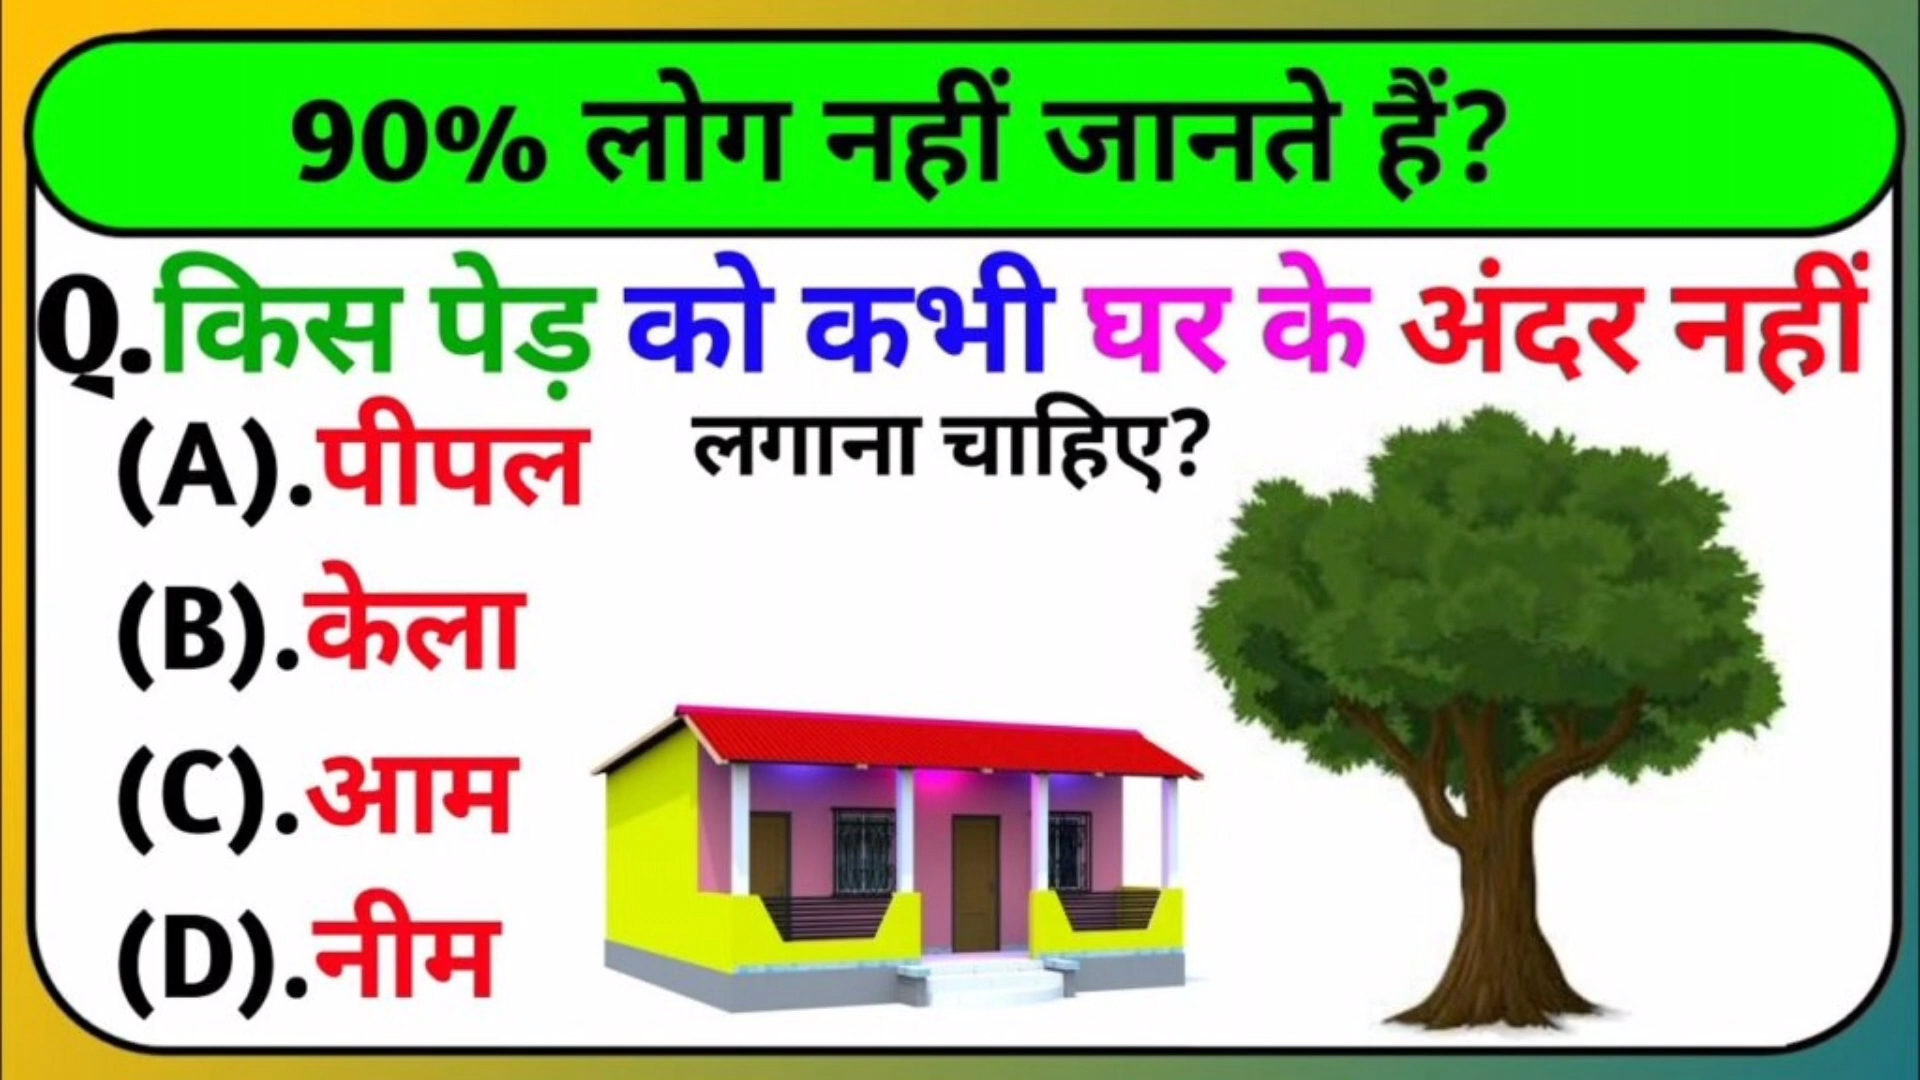 90% लोग नहीं जानते हैं?
Q.किस पेड़ को कभी घर के अंदर नहीं
लगाना चाहिए?
(A).पीपल
(B).केला
(C).आम
(D).नीम